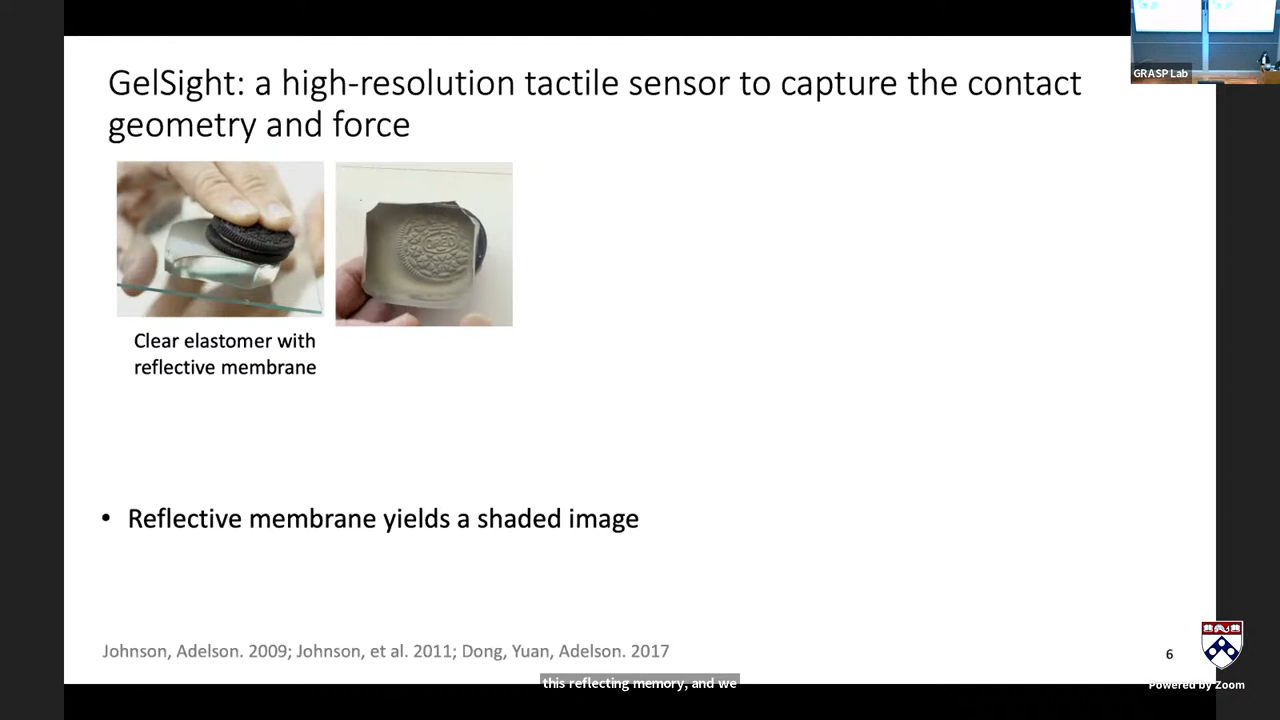 GRASP Lab
GelSight: a high-resolution tactile sensor to capture the contact
geometry and force
Clear elastomer with
reflective membrane
• Reflective membrane yields a shaded image
Johnson, Adelson. 2009; Johnson, et al. 2011; Dong, Yuan, Adelson. 2017
6
this reflecting memory, and we
Powered by Zoom